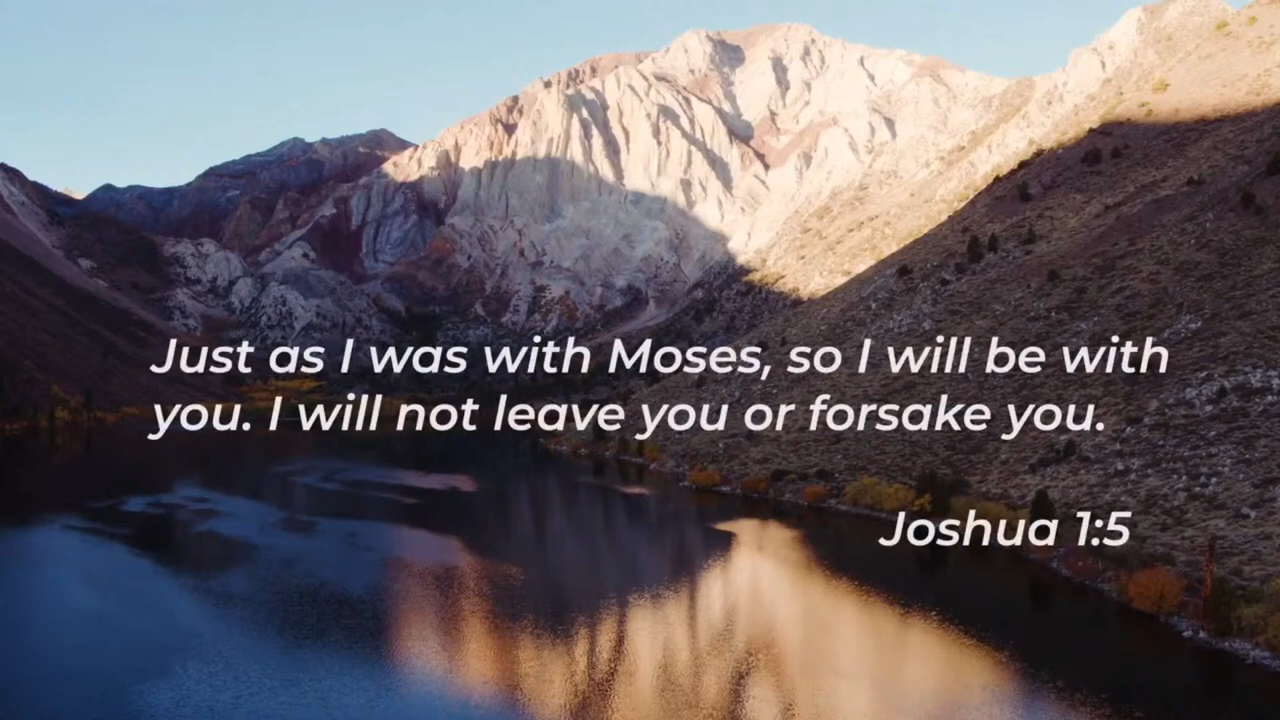 Just as I was with Moses, so I will be with
you. I will not leave you or forsake you.
Joshua 1:5